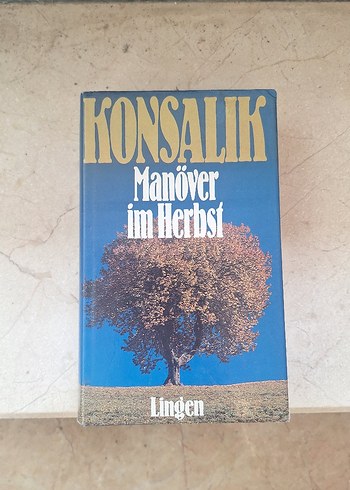 KONSALIK
Manöver
im Herbst
Lingen